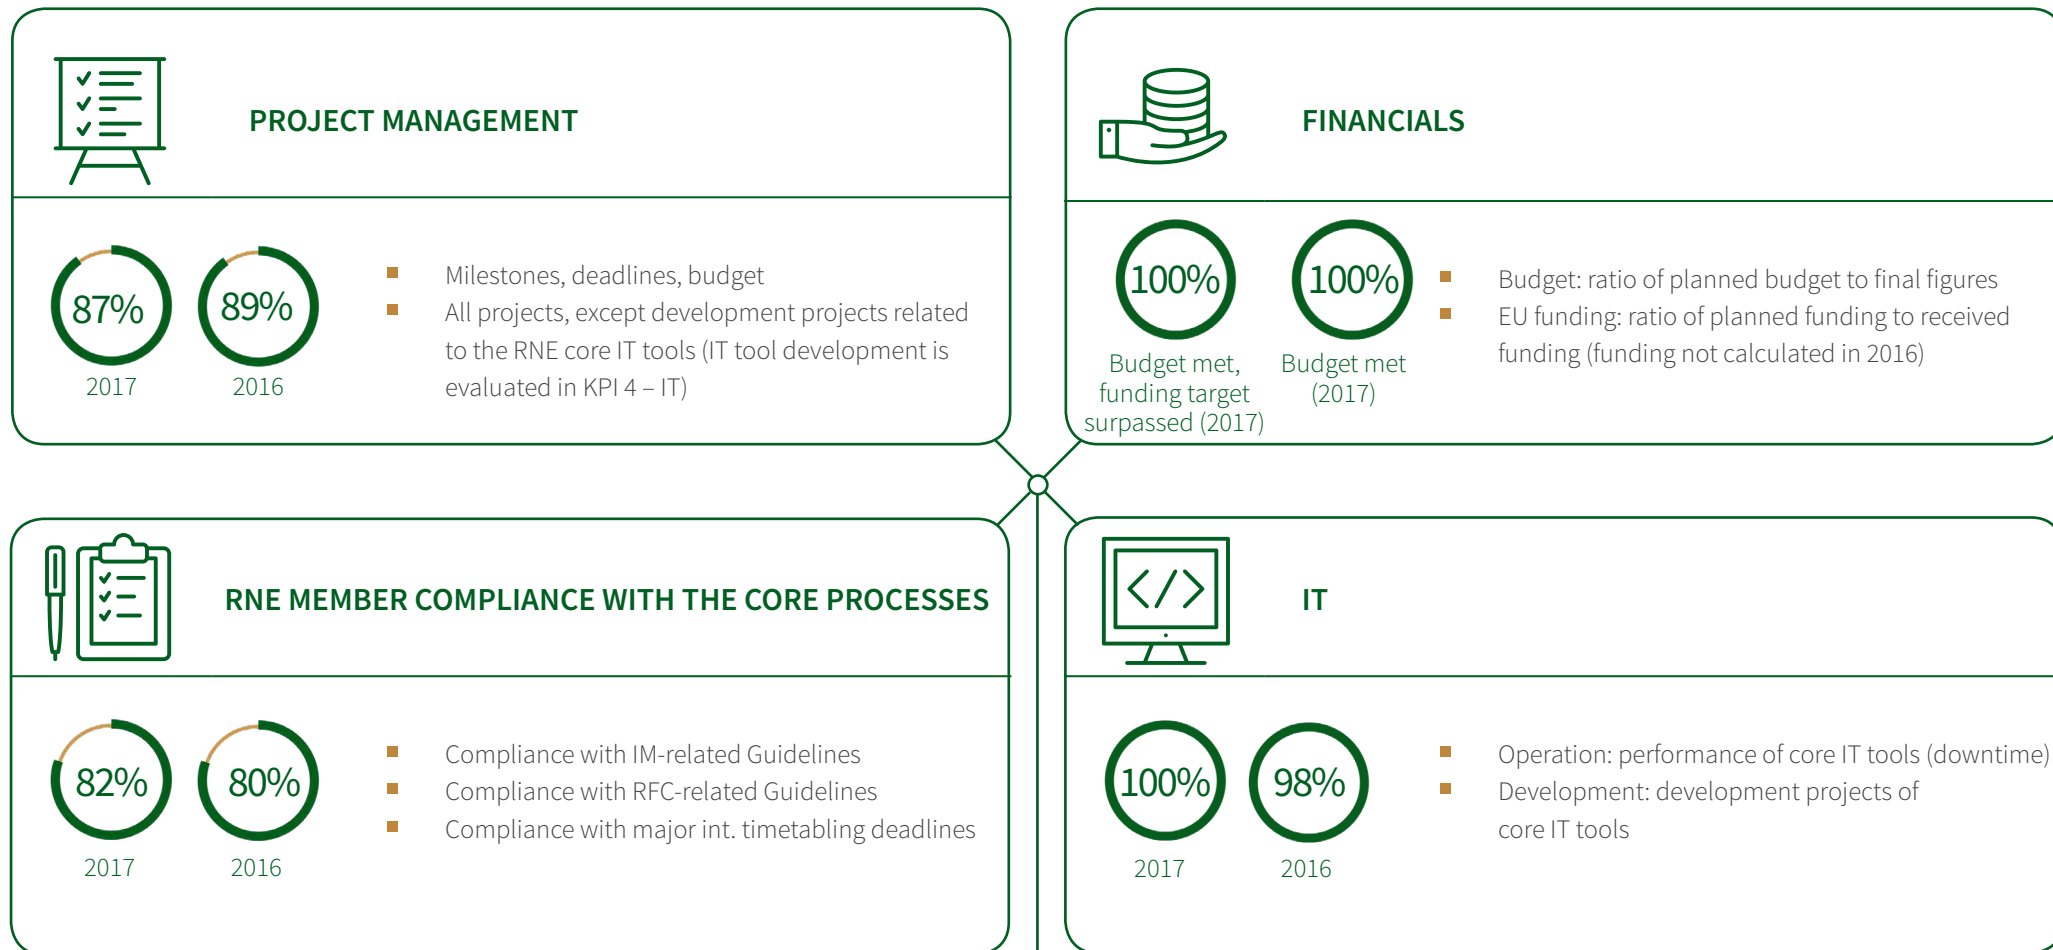 PROJECT MANAGEMENT
87%
2017
89%
2016
Milestones, deadlines, budget
All projects, except development projects related
to the RNE core IT tools (IT tool development is
evaluated in KPI 4 – IT)
FINANCIALS
100%
Budget met,
funding target
surpassed (2017)
100%
Budget met
(2017)
Budget: ratio of planned budget to final figures
EU funding: ratio of planned funding to received
funding (funding not calculated in 2016)
RNE MEMBER COMPLIANCE WITH THE CORE PROCESSES
82%
2017
80%
2016
Compliance with IM-related Guidelines
Compliance with RFC-related Guidelines
Compliance with major int. timetabling deadlines
IT
</>
100%
2017
98%
2016
Operation: performance of core IT tools (downtime)
Development: development projects of
core IT tools